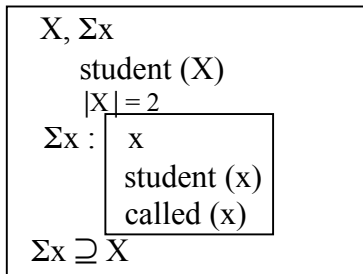 X, Σx
student (X)
|X| = 2
Σx : x
student (x)
called (x)
Σx ⊇ X